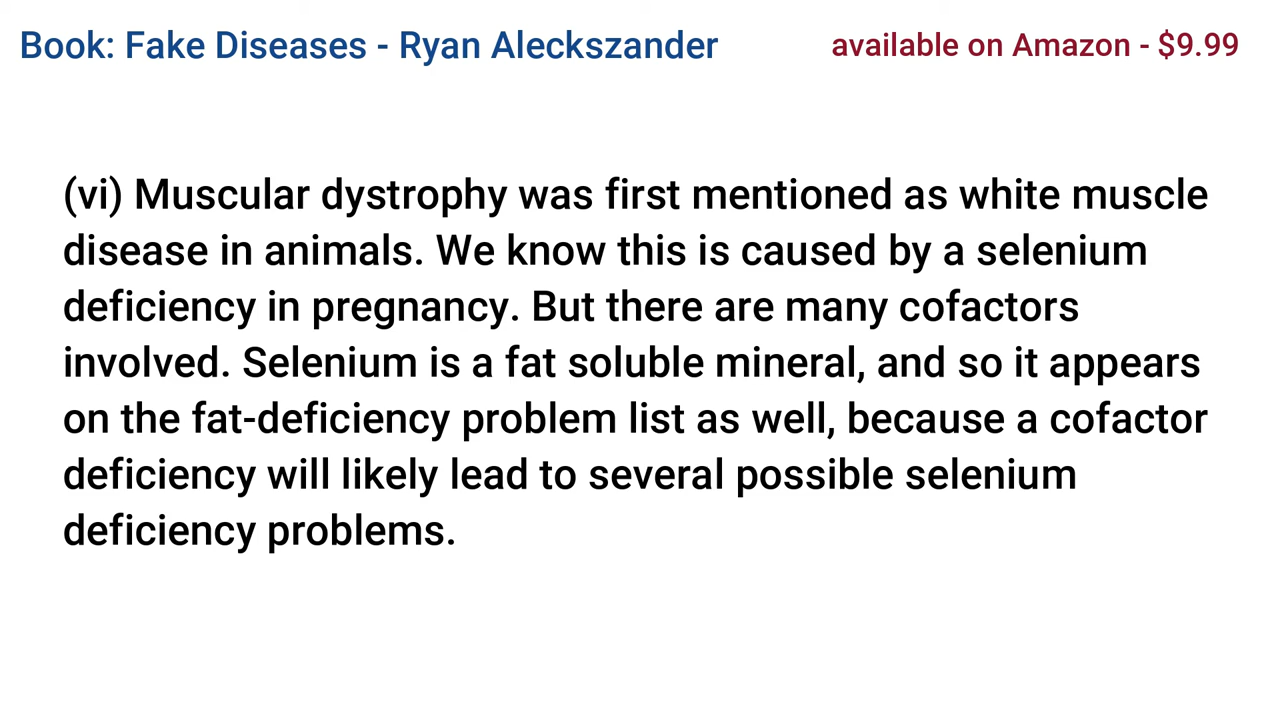 Book: Fake Diseases - Ryan Aleckszander
available on Amazon - $9.99
(vi) Muscular dystrophy was first mentioned as white muscle
disease in animals. We know this is caused by a selenium
deficiency in pregnancy. But there are many cofactors
involved. Selenium is a fat soluble mineral, and so it appears
on the fat-deficiency problem list as well, because a cofactor
deficiency will likely lead to several possible selenium
deficiency problems.